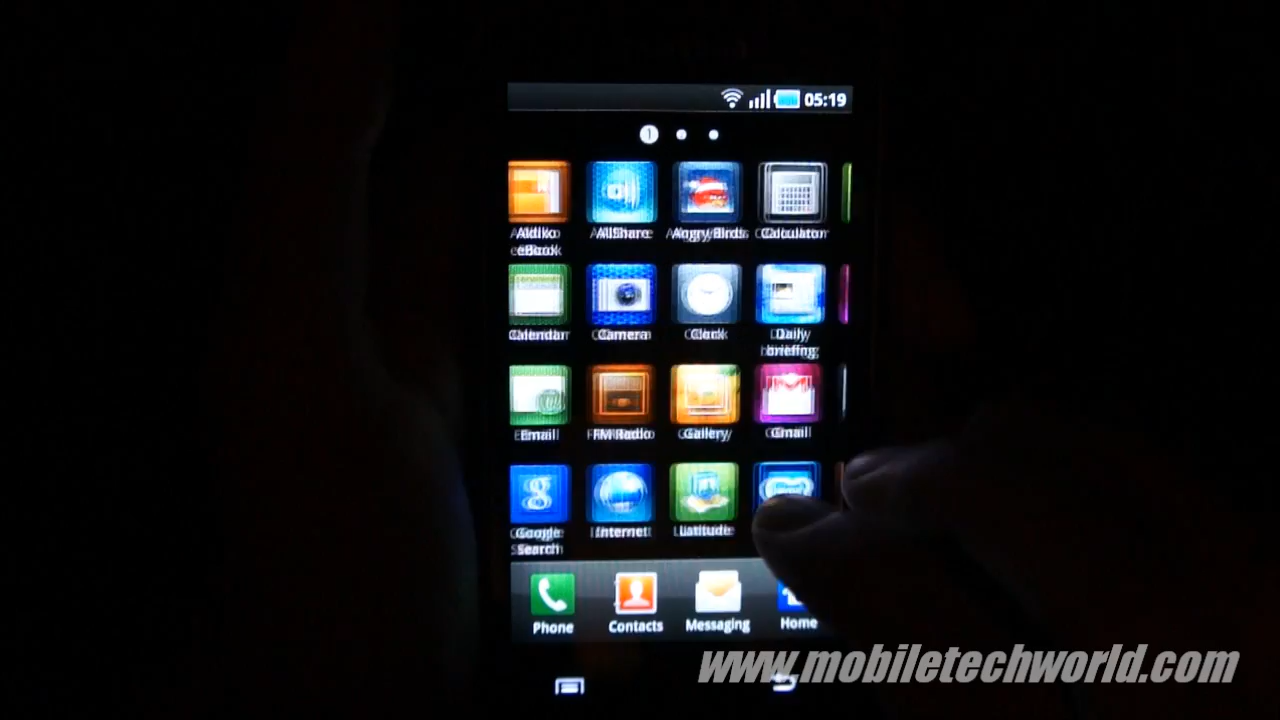 05:19
1
Aldiko eBook
AllShare
Angry Birds
Calculator
Calendar
Camera
Clock
Daily briefing
Email
FM Radio
Gallery
Gmail
Google Search
Internet
Latitude
Phone
Contacts
Messaging
Home
www.mobiletechworld.com